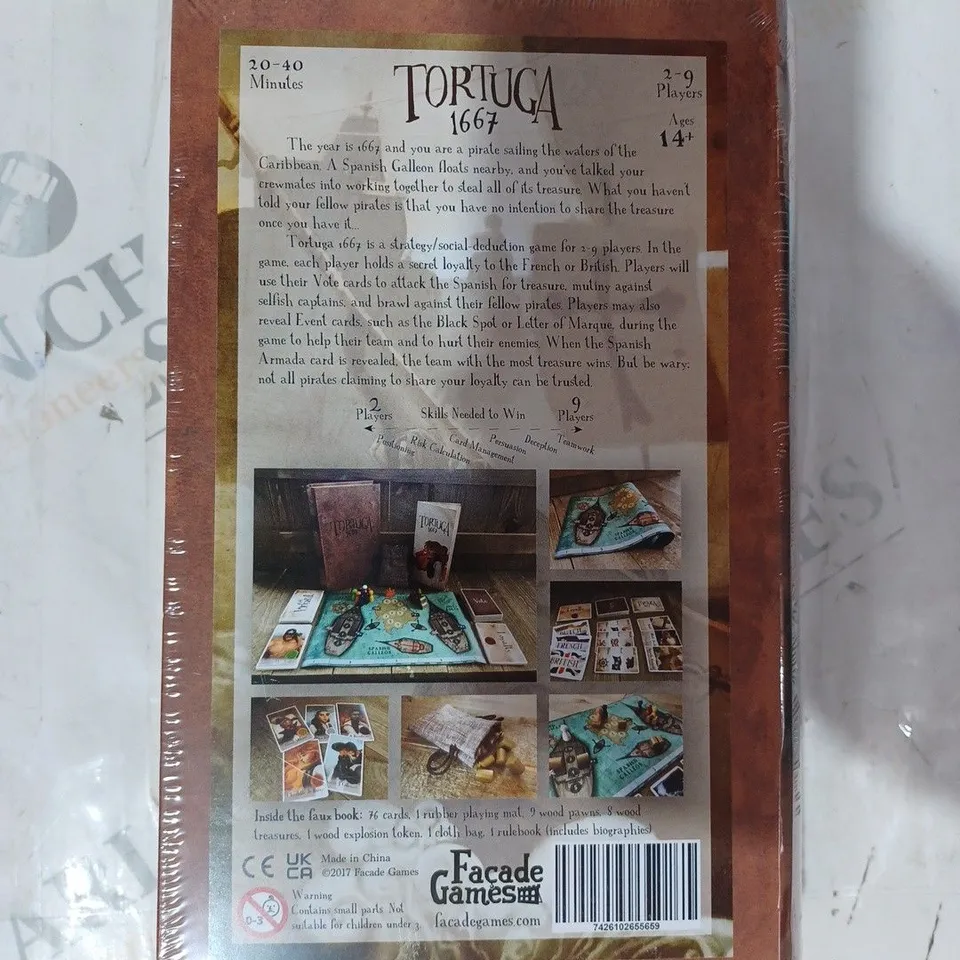 20-40
Minutes
TORTUGA
1667
2-9
Players
Ages
14+
The year is 1667 and you are a pirate sailing the waters of the
Caribbean. A Spanish Galleon floats nearby, and you've talked your
crewmates into working together to steal all of its treasure. What you haven't
told your fellow pirates is that you have no intention to share the treasure
once you have it...
Tortuga 1667 is a strategy/social-deduction game for 2-9 players. In the
game, each player holds a secret loyalty to the French or British. Players will
use their Vote cards to attack the Spanish for treasure, mutiny against
selfish captains, and brawl against their fellow pirates. Players may also
reveal Event cards, such as the Black Spot or Letter of Marque, during the
game to help their team and to hurt their enemies. When the Spanish
Armada card is revealed, the team with the most treasure wins. But be wary:
not all pirates claiming to share your loyalty can be trusted.
2
Players
Skills Needed to Win
9
Players
Positioning
Risk Calculation
Card Management
Persuasion
Deception
Teamwork
TORTUGA
TORTUGA
1667
SPANISH
GALLEON
DUTCH
FRENCH
BRITISH
SPANISH
GALLEON
Inside the faux book: 76 cards, 1 rubber playing mat, 9 wood pawns, 8 wood
treasures, 1 wood explosion token, 1 cloth bag, 1 rulebook (includes biographies)
CE UK
CA
Made in China
©2017 Facade Games
0-3
Warning
Contains small parts. Not
suitable for children under 3.
Facade
Games
facadegames.com
7426102655659